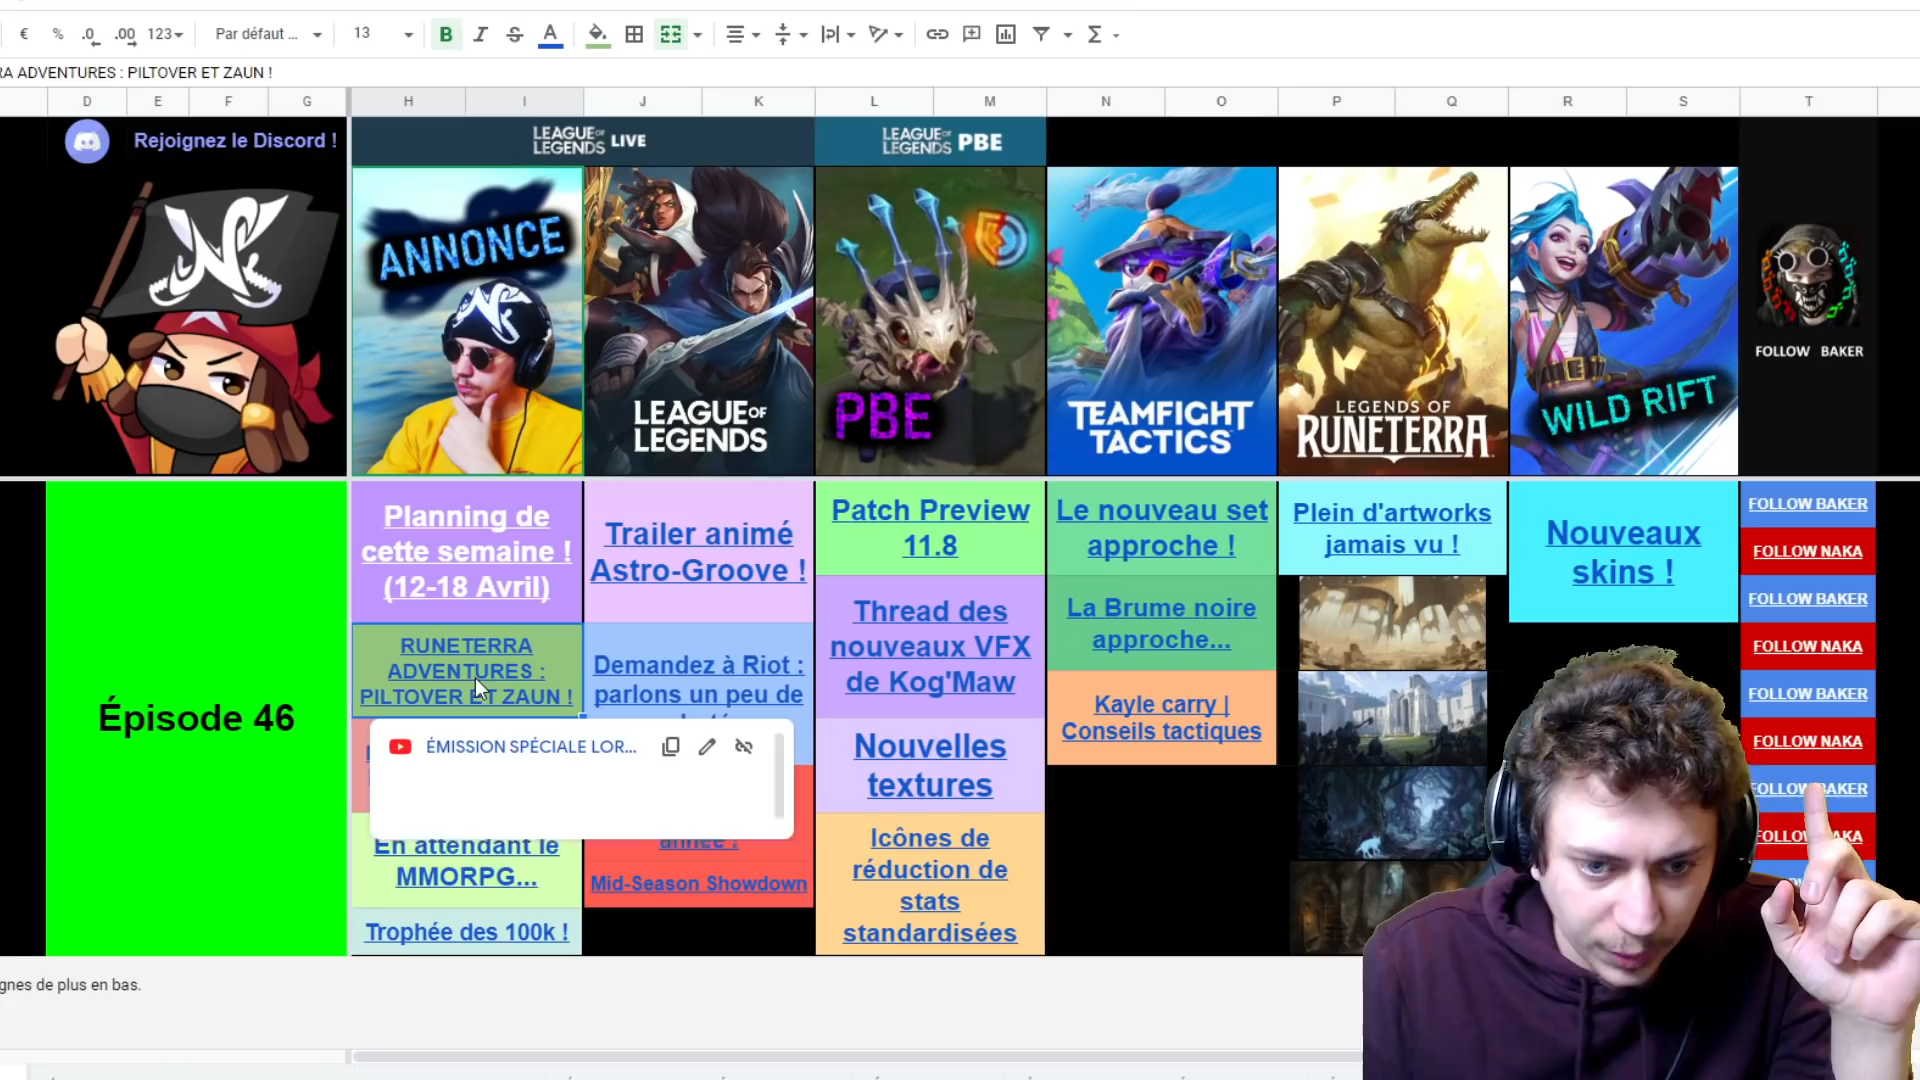 € % .0 .00 123 Par défaut ... 13 B I S A Σ
RA ADVENTURES : PILTOVER ET ZAUN !
D E F G H I J K L M N O P Q R S T
Rejoignez le Discord !
LEAGUE OF LEGENDS LIVE
LEAGUE OF LEGENDS PBE
ANNONCE
LEAGUE OF
LEGENDS
PBE
TEAMFIGHT
TACTICS
LEGENDS OF
RUNETERRA
WILD RIFT
FOLLOW BAKER
Épisode 46
Planning de
cette semaine !
(12-18 Avril)
RUNETERRA
ADVENTURES :
PILTOVER ET ZAUN !
ÉMISSION SPÉCIALE LOR...
En attendant le
MMORPG...
Trophée des 100k !
Trailer animé
Astro-Groove !
Demandez à Riot :
parlons un peu de
année !
Mid-Season Showdown
Patch Preview
11.8
Thread des
nouveaux VFX
de Kog'Maw
Nouvelles
textures
Icônes de
réduction de
stats
standardisées
Le nouveau set
approche !
La Brume noire
approche...
Kayle carry |
Conseils tactiques
Plein d'artworks
jamais vu !
Nouveaux
skins !
FOLLOW BAKER
FOLLOW NAKA
FOLLOW BAKER
FOLLOW NAKA
FOLLOW BAKER
FOLLOW NAKA
FOLLOW BAKER
FOLLOW NAKA
gnes de plus en bas.